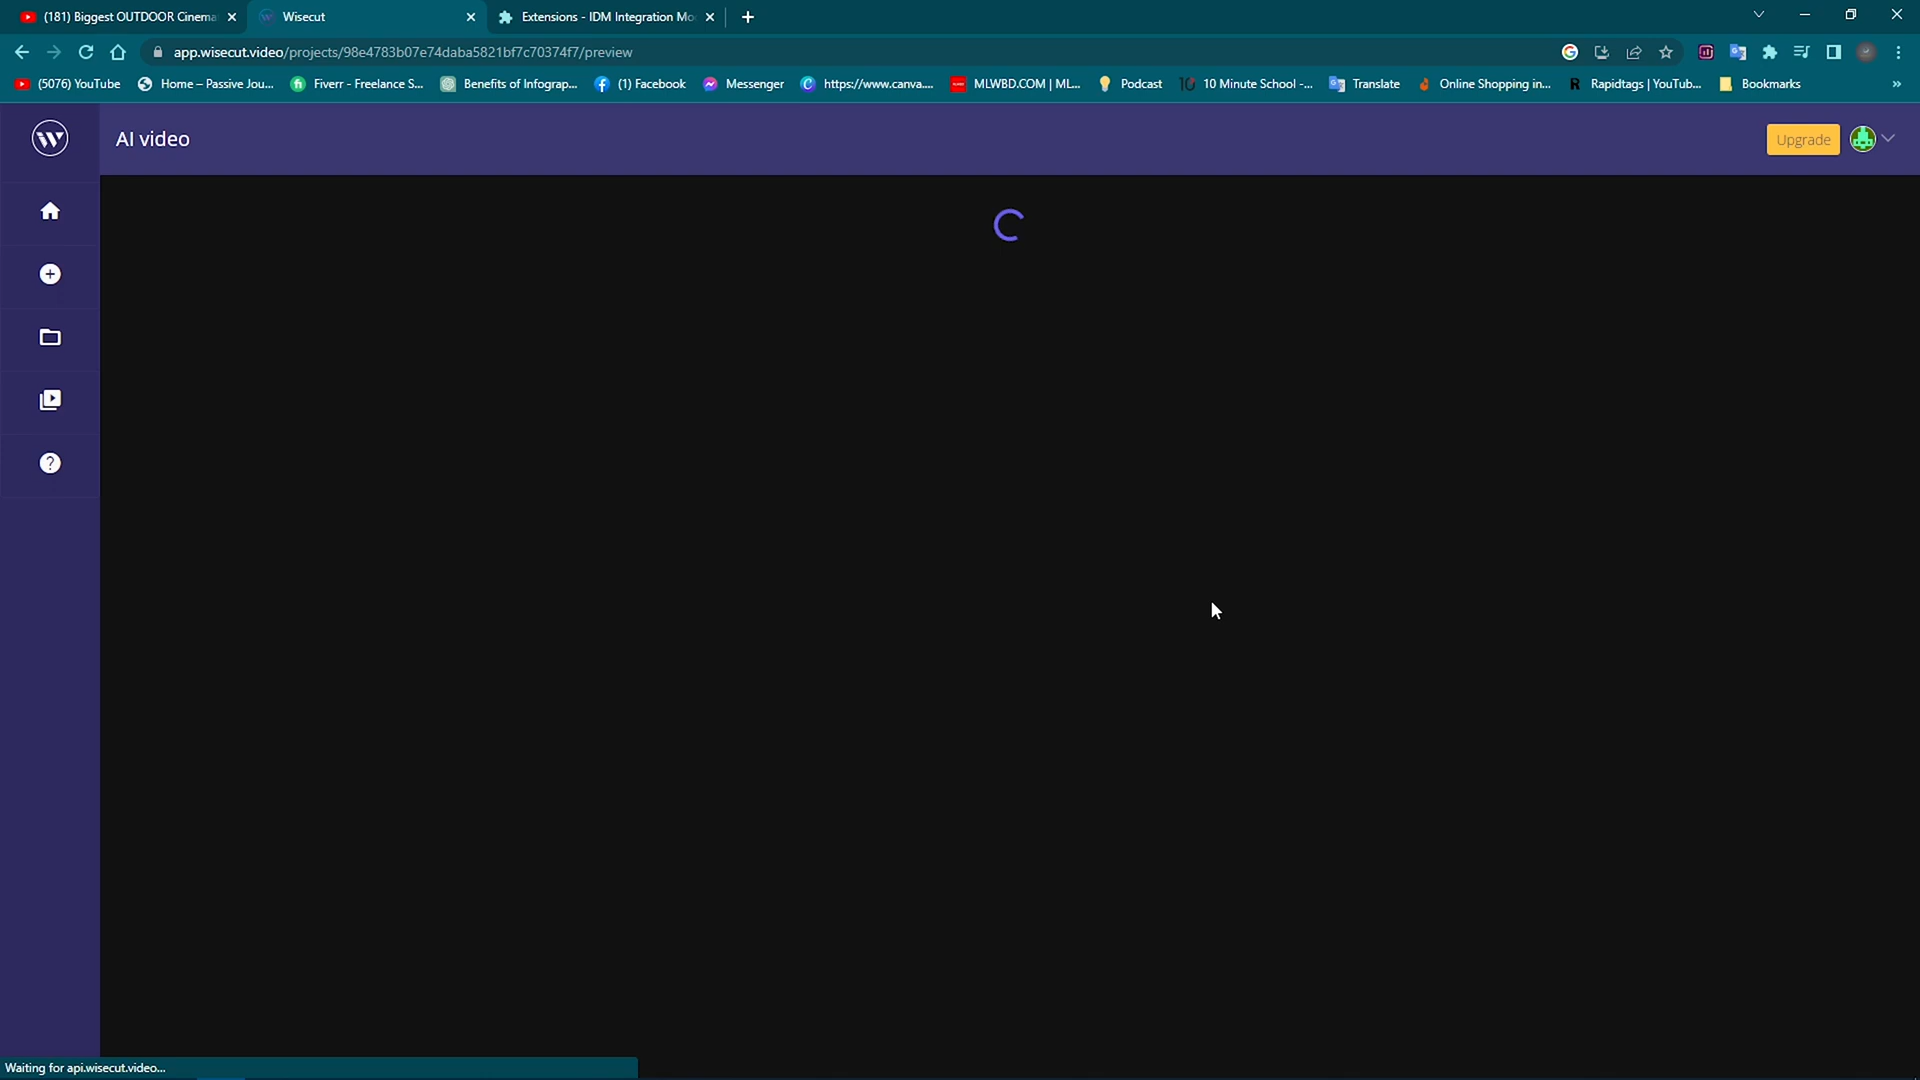 (181) Biggest OUTDOOR Cinema
Wisecut
Extensions - IDM Integration Mo
app.wisecut.video/projects/98e4783b07e74daba5821bf7c70374f7/preview
(5076) YouTube
Home – Passive Jou...
Fiverr - Freelance S...
Benefits of Infograp...
(1) Facebook
Messenger
https://www.canva....
MLWBD.COM | ML...
Podcast
10 Minute School -...
Translate
Online Shopping in...
Rapidtags | YouTub...
Bookmarks
»
AI video
Upgrade
Waiting for api.wisecut.video...